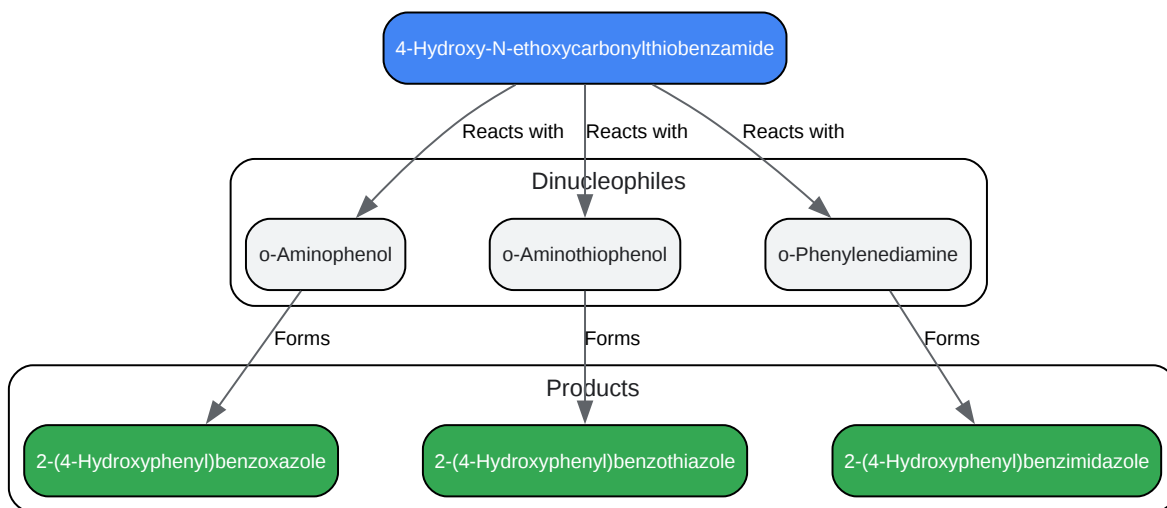 4-Hydroxy-N-ethoxycarbonylthiobenzamide
Reacts with
Reacts with
Reacts with
Dinucleophiles
o-Aminophenol
o-Aminothiophenol
o-Phenylenediamine
Forms
Forms
Forms
Products
2-(4-Hydroxyphenyl)benzoxazole
2-(4-Hydroxyphenyl)benzothiazole
2-(4-Hydroxyphenyl)benzimidazole